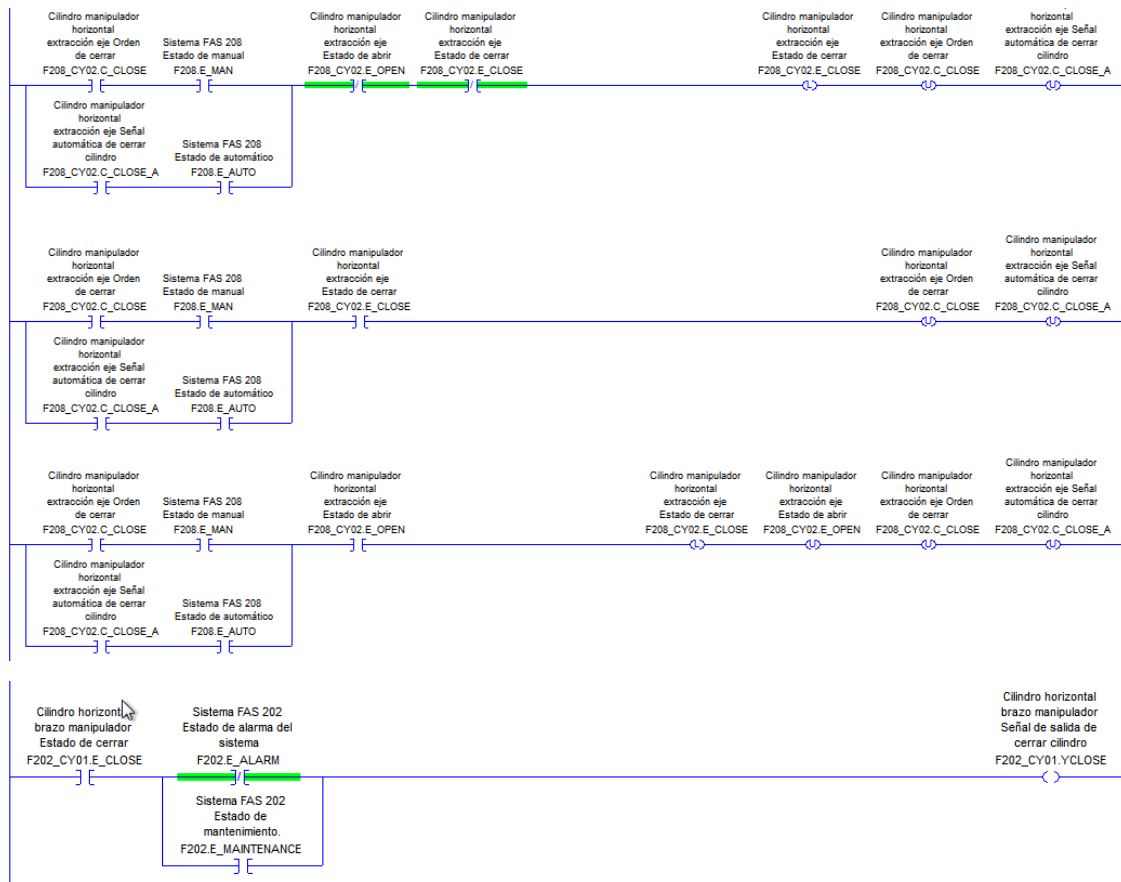 Cilindro manipulador
horizontal
extracción eje Orden
de cerrar
F208_CY02.C_CLOSE
Sistema FAS 208
Estado de manual
F208.E_MAN
Cilindro manipulador
horizontal
extracción eje
Estado de abrir
F208_CY02.E_OPEN
Cilindro manipulador
horizontal
extracción eje
Estado de cerrar
F208_CY02.E_CLOSE
Cilindro manipulador
horizontal
extracción eje
Estado de cerrar
F208_CY02.E_CLOSE
L
Cilindro manipulador
horizontal
extracción eje Orden
de cerrar
F208_CY02.C_CLOSE
U
horizontal
extracción eje Señal
automática de cerrar
cilindro
F208_CY02.C_CLOSE_A
U
Cilindro manipulador
horizontal
extracción eje Señal
automática de cerrar
cilindro
F208_CY02.C_CLOSE_A
Sistema FAS 208
Estado de automático
F208.E_AUTO
Cilindro manipulador
horizontal
extracción eje Orden
de cerrar
F208_CY02.C_CLOSE
Sistema FAS 208
Estado de manual
F208.E_MAN
Cilindro manipulador
horizontal
extracción eje
Estado de cerrar
F208_CY02.E_CLOSE
Cilindro manipulador
horizontal
extracción eje Orden
de cerrar
F208_CY02.C_CLOSE
U
Cilindro manipulador
horizontal
extracción eje Señal
automática de cerrar
cilindro
F208_CY02.C_CLOSE_A
U
Cilindro manipulador
horizontal
extracción eje Señal
automática de cerrar
cilindro
F208_CY02.C_CLOSE_A
Sistema FAS 208
Estado de automático
F208.E_AUTO
Cilindro manipulador
horizontal
extracción eje Orden
de cerrar
F208_CY02.C_CLOSE
Sistema FAS 208
Estado de manual
F208.E_MAN
Cilindro manipulador
horizontal
extracción eje
Estado de abrir
F208_CY02.E_OPEN
Cilindro manipulador
horizontal
extracción eje
Estado de cerrar
F208_CY02.E_CLOSE
L
Cilindro manipulador
horizontal
extracción eje
Estado de abrir
F208_CY02.E_OPEN
U
Cilindro manipulador
horizontal
extracción eje Orden
de cerrar
F208_CY02.C_CLOSE
U
Cilindro manipulador
horizontal
extracción eje Señal
automática de cerrar
cilindro
F208_CY02.C_CLOSE_A
U
Cilindro manipulador
horizontal
extracción eje Señal
automática de cerrar
cilindro
F208_CY02.C_CLOSE_A
Sistema FAS 208
Estado de automático
F208.E_AUTO
Cilindro horizontal
brazo manipulador
Estado de cerrar
F202_CY01.E_CLOSE
Sistema FAS 202
Estado de alarma del
sistema
F202.E_ALARM
Cilindro horizontal
brazo manipulador
Señal de salida de
cerrar cilindro
F202_CY01.YCLOSE
Sistema FAS 202
Estado de
mantenimiento.
F202.E_MAINTENANCE